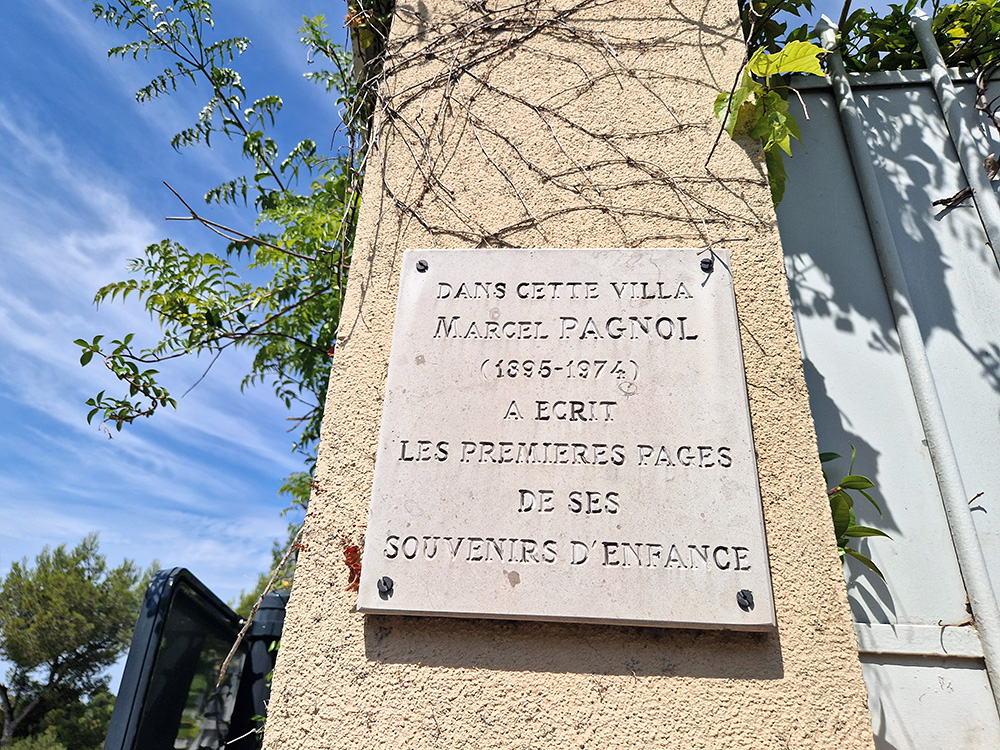 DANS CETTE VILLA
MARCEL PAGNOL
(1895-1974)
A ECRIT
LES PREMIERES PAGES
DE SES
SOUVENIRS D'ENFANCE